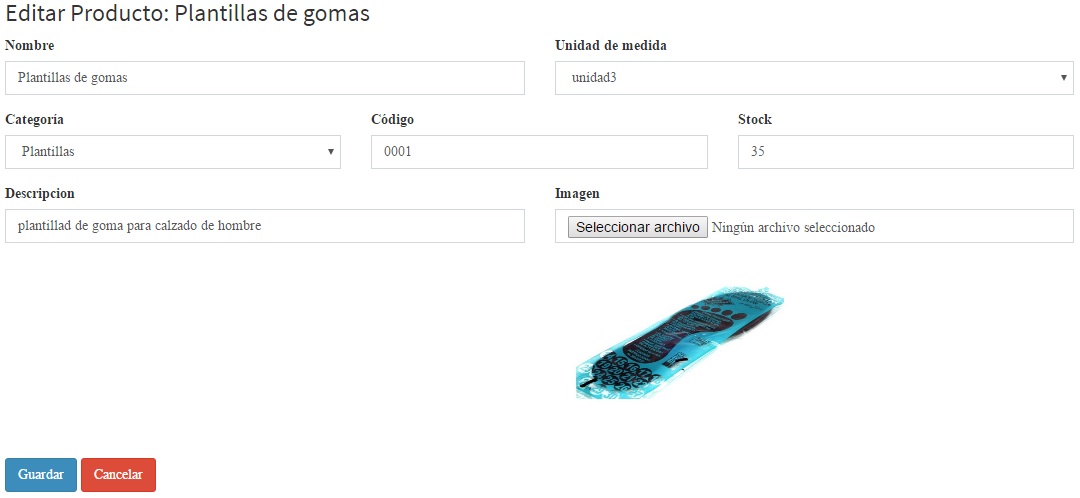 Editar Producto: Plantillas de gomas
Nombre
Unidad de medida
Plantillas de gomas
unidad3
Categoría
Código
Stock
Plantillas
0001
35
Descripcion
Imagen
plantillad de goma para calzado de hombre
Seleccionar archivo Ningún archivo seleccionado
Guardar
Cancelar